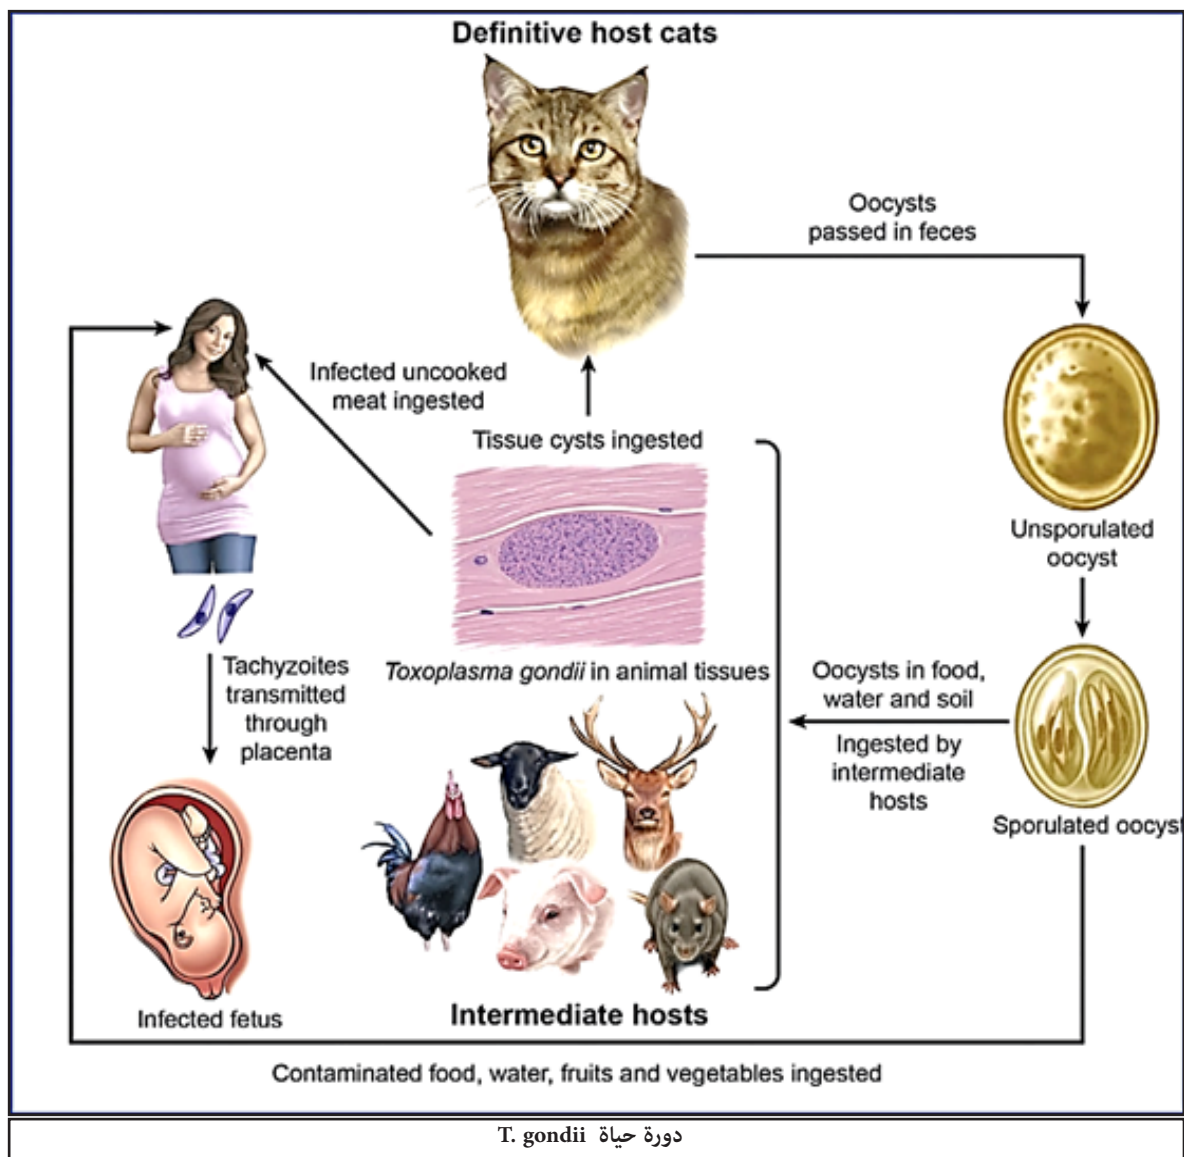 Definitive host cats
Oocysts
passed in feces
Infected uncooked
meat ingested
Tissue cysts ingested
Unsporulated
oocyst
Toxoplasma gondii in animal tissues
Tachyzoites
transmitted
through
placenta
Oocysts in food,
water and soil
Ingested by
intermediate
hosts
Sporulated oocyst
Infected fetus
Intermediate hosts
Contaminated food, water, fruits and vegetables ingested
دورة حياة T. gondii